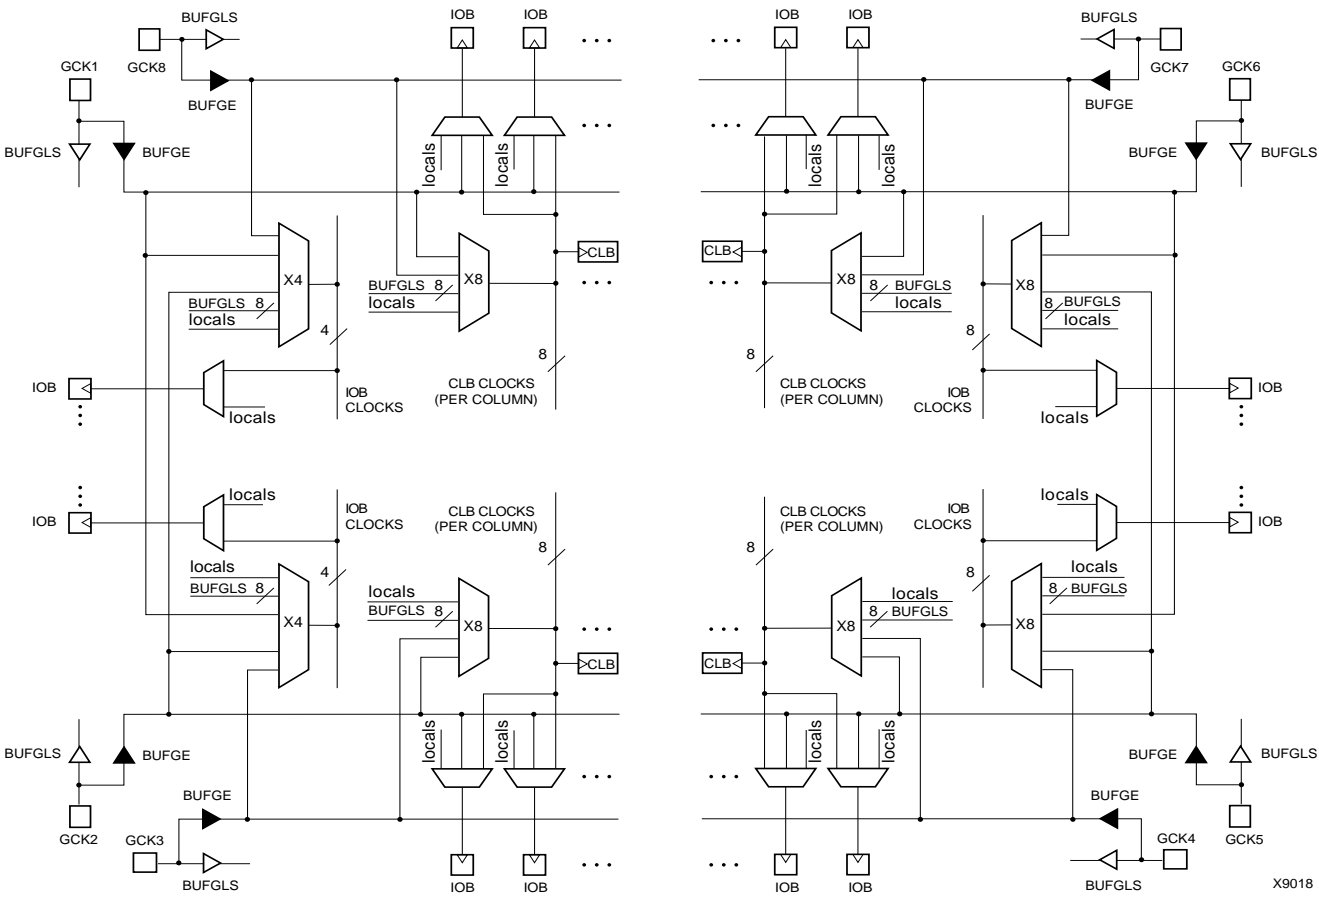 BUFGLS
IOB
IOB
IOB
IOB
BUFGLS
GCK8
GCK7
GCK1
GCK6
BUFGE
BUFGE
BUFGLS
BUFGE
BUFGE
BUFGLS
locals
locals
locals
locals
CLB
CLB
X4
X8
X8
X8
BUFGLS 8
locals
BUFGLS 8
locals
8 BUFGLS
locals
8 BUFGLS
locals
4
8
8
8
IOB
locals
IOB
CLOCKS
CLB CLOCKS
(PER COLUMN)
CLB CLOCKS
(PER COLUMN)
IOB
CLOCKS
locals
IOB
IOB
locals
IOB
CLOCKS
CLB CLOCKS
(PER COLUMN)
CLB CLOCKS
(PER COLUMN)
IOB
CLOCKS
locals
IOB
4
8
8
8
locals
BUFGLS 8
locals
BUFGLS 8
locals
8 BUFGLS
locals
8 BUFGLS
X4
X8
X8
X8
CLB
CLB
locals
locals
locals
locals
BUFGLS
BUFGE
BUFGE
BUFGLS
BUFGE
BUFGE
GCK2
GCK3
GCK4
GCK5
BUFGLS
IOB
IOB
IOB
IOB
BUFGLS
X9018